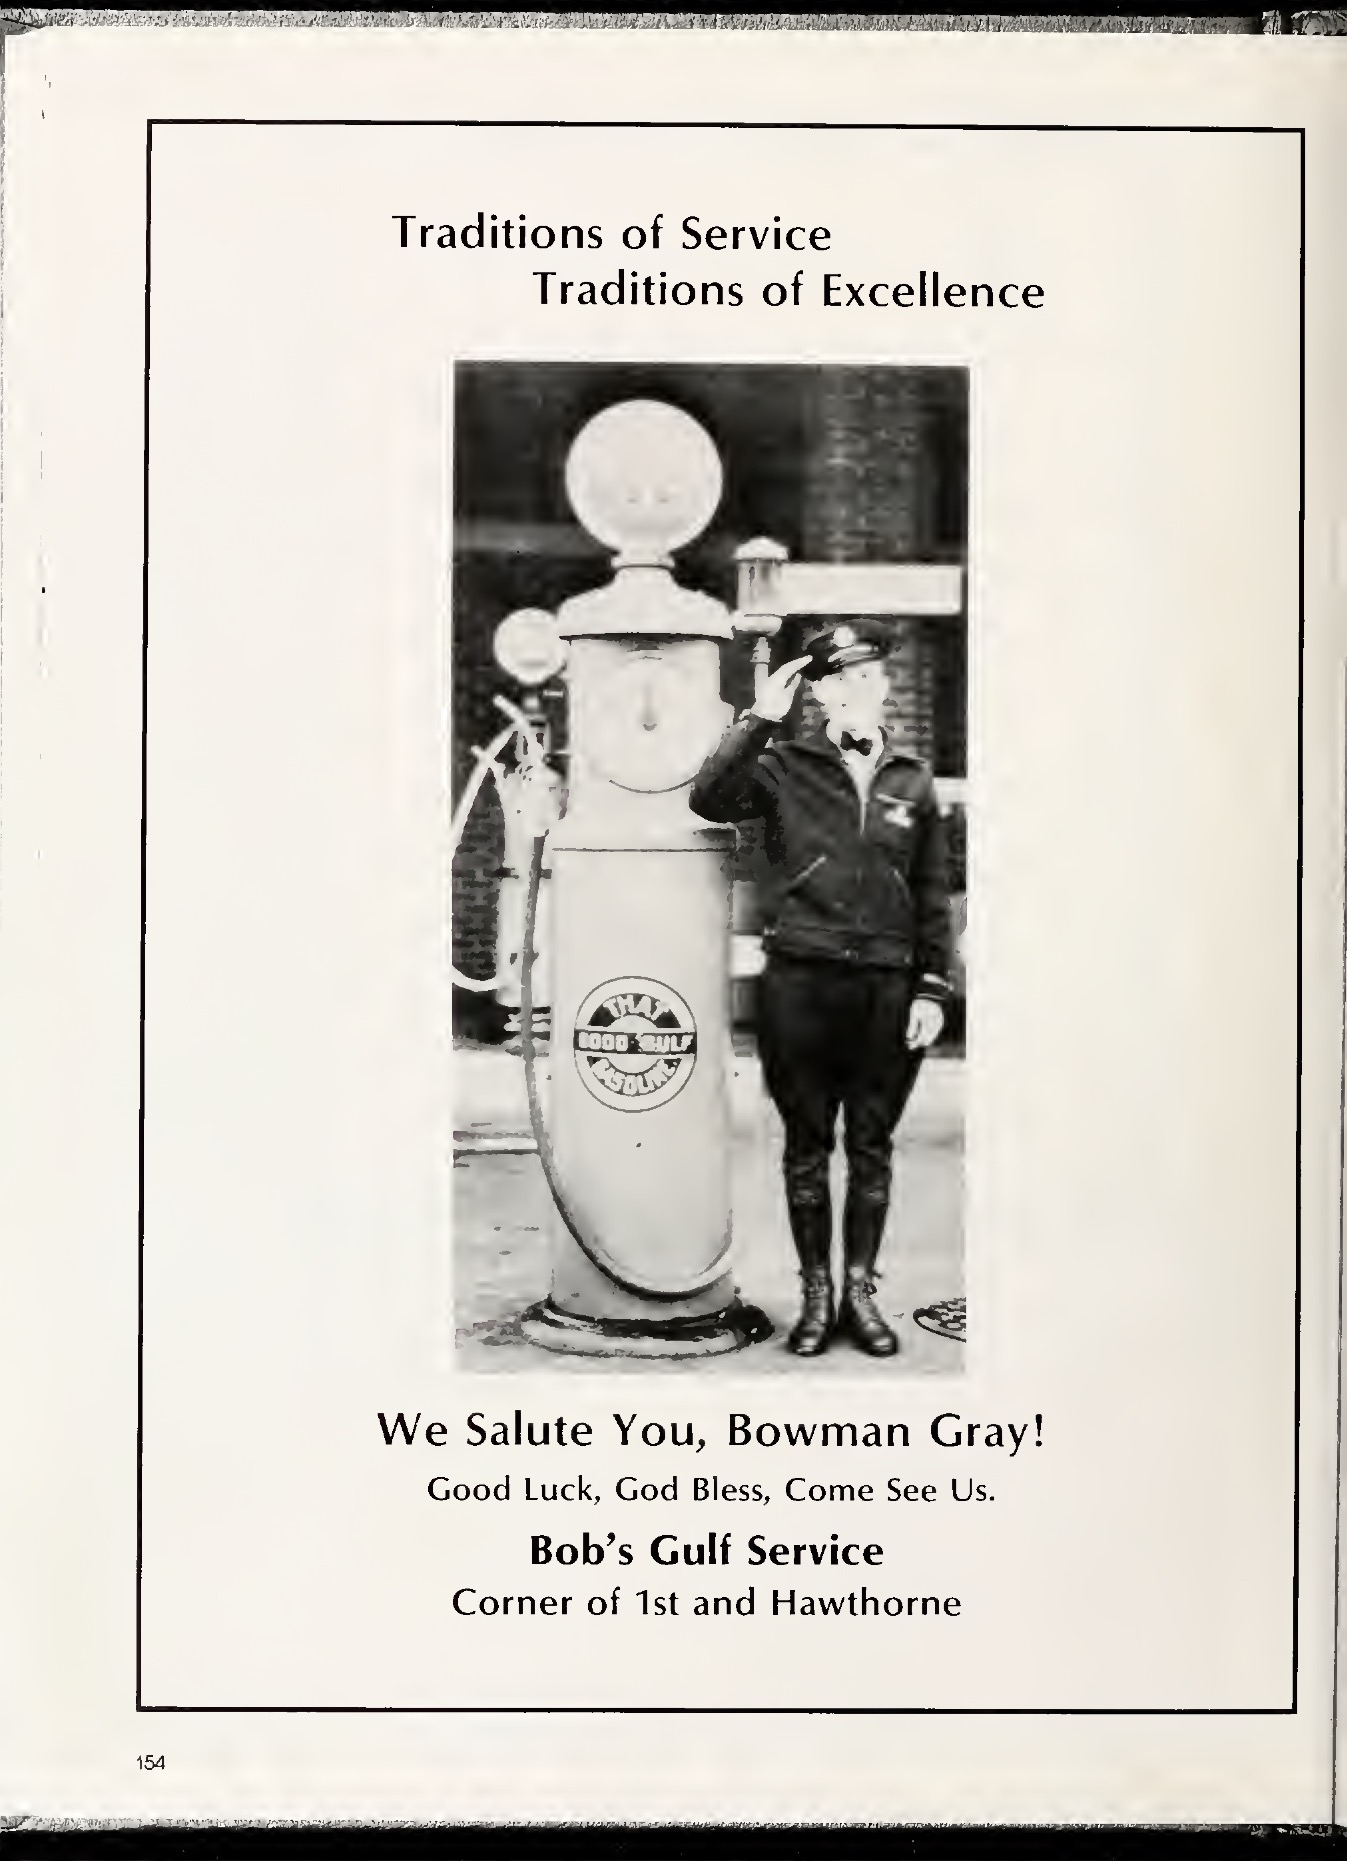 Traditions of Service
Traditions of Excellence
THAT
GOOD GULF
GASOLINE
We Salute You, Bowman Gray!
Good Luck, God Bless, Come See Us.
Bob's Gulf Service
Corner of 1st and Hawthorne
154